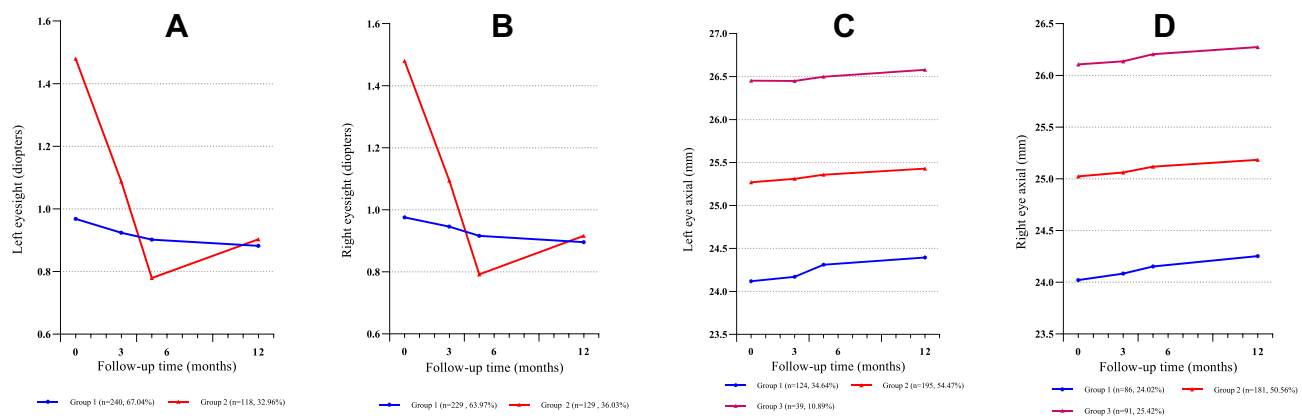 A
1.6
1.4
1.2
1.0
0.8
0.6
Left eyesight (diopters)
0 3 6 12
Follow-up time (months)
Group 1 (n=240, 67.04%) Group 2 (n=118, 32.96%)
B
1.6
1.4
1.2
1.0
0.8
0.6
Right eyesight (diopters)
0 3 6 12
Follow-up time (months)
Group 1 (n=229, 63.97%) Group 2 (n=129 , 36.03%)
C
27.0
26.5
26.0
25.5
25.0
24.5
24.0
23.5
Left eye axial (mm)
0 3 6 12
Follow-up time (months)
Group 1 (n=124, 34.64%) Group 2 (n=195, 54.47%)
Group 3 (n=39, 10.89%)
D
26.5
26.0
25.5
25.0
24.5
24.0
23.5
Right eye axial (mm)
0 3 6 12
Follow-up time (months)
Group 1 (n=86, 24.02%) Group 2 (n=181, 50.56%)
Group 3 (n=91, 25.42%)